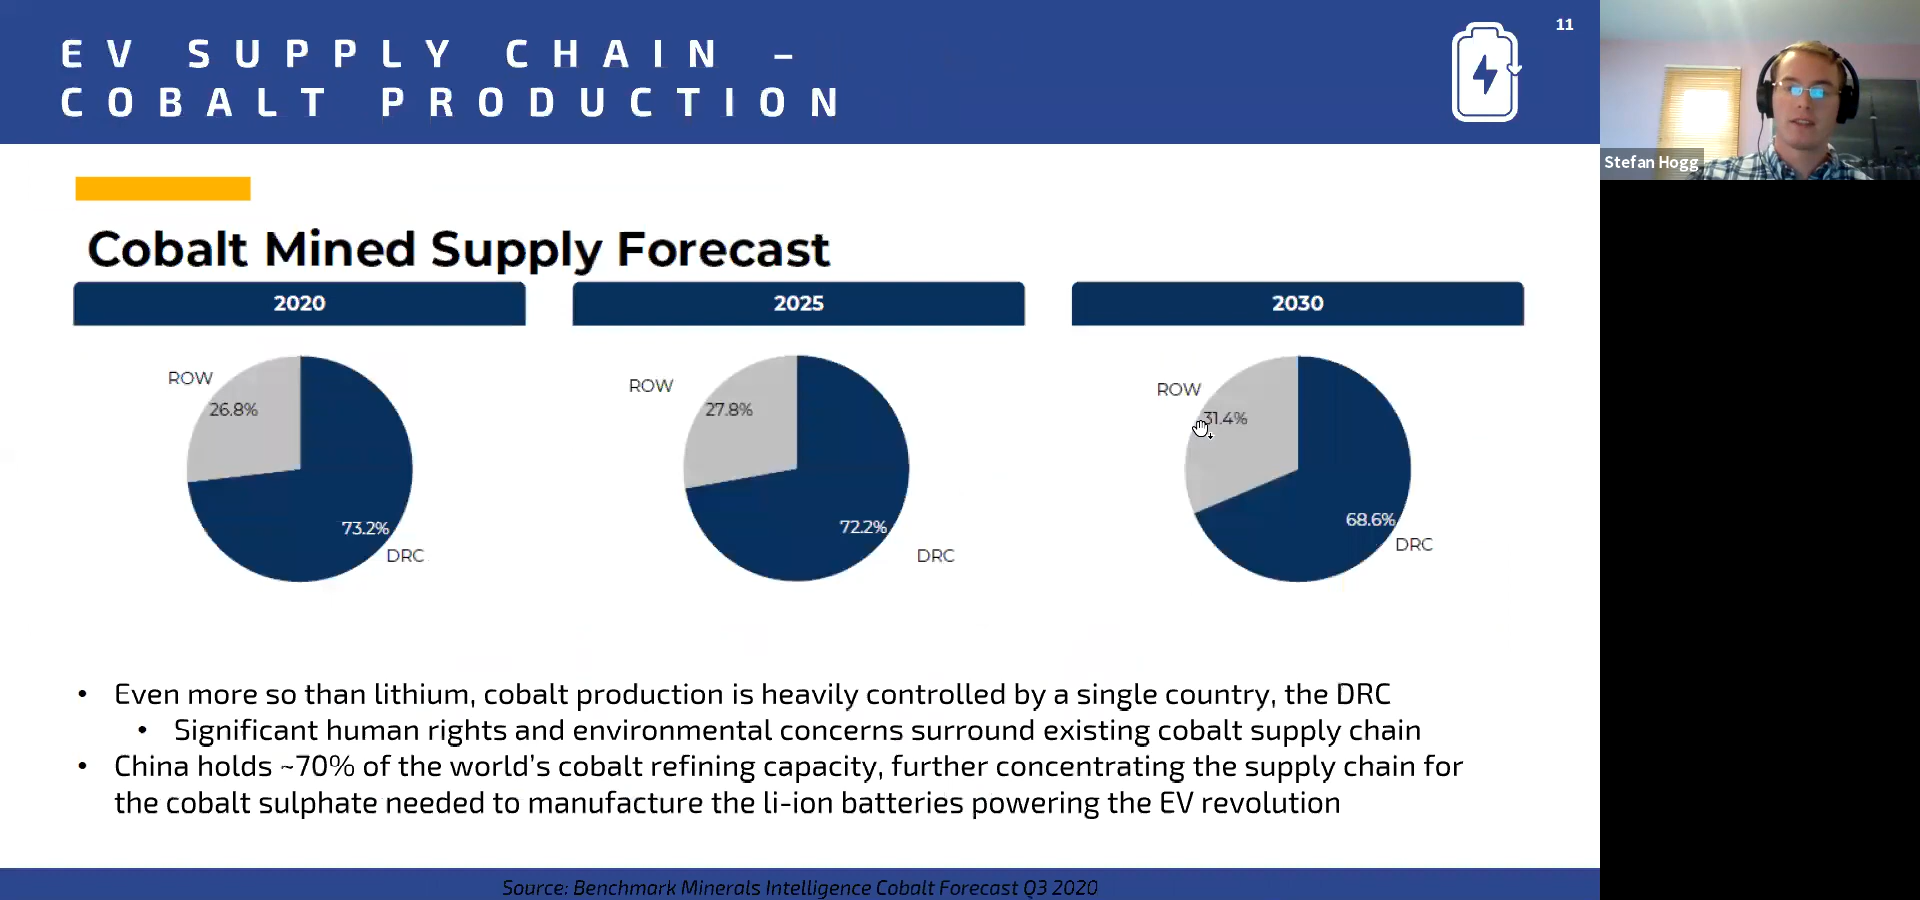 EV SUPPLY CHAIN –
COBALT PRODUCTION
11
Stefan Hogg
Cobalt Mined Supply Forecast
2020
2025
2030
ROW
26.8%
73.2%
DRC
ROW
27.8%
72.2%
DRC
ROW
31.4%
68.6%
DRC
• Even more so than lithium, cobalt production is heavily controlled by a single country, the DRC
• Significant human rights and environmental concerns surround existing cobalt supply chain
• China holds ~70% of the world's cobalt refining capacity, further concentrating the supply chain for
the cobalt sulphate needed to manufacture the li-ion batteries powering the EV revolution
Source: Benchmark Minerals Intelligence Cobalt Forecast Q3 2020